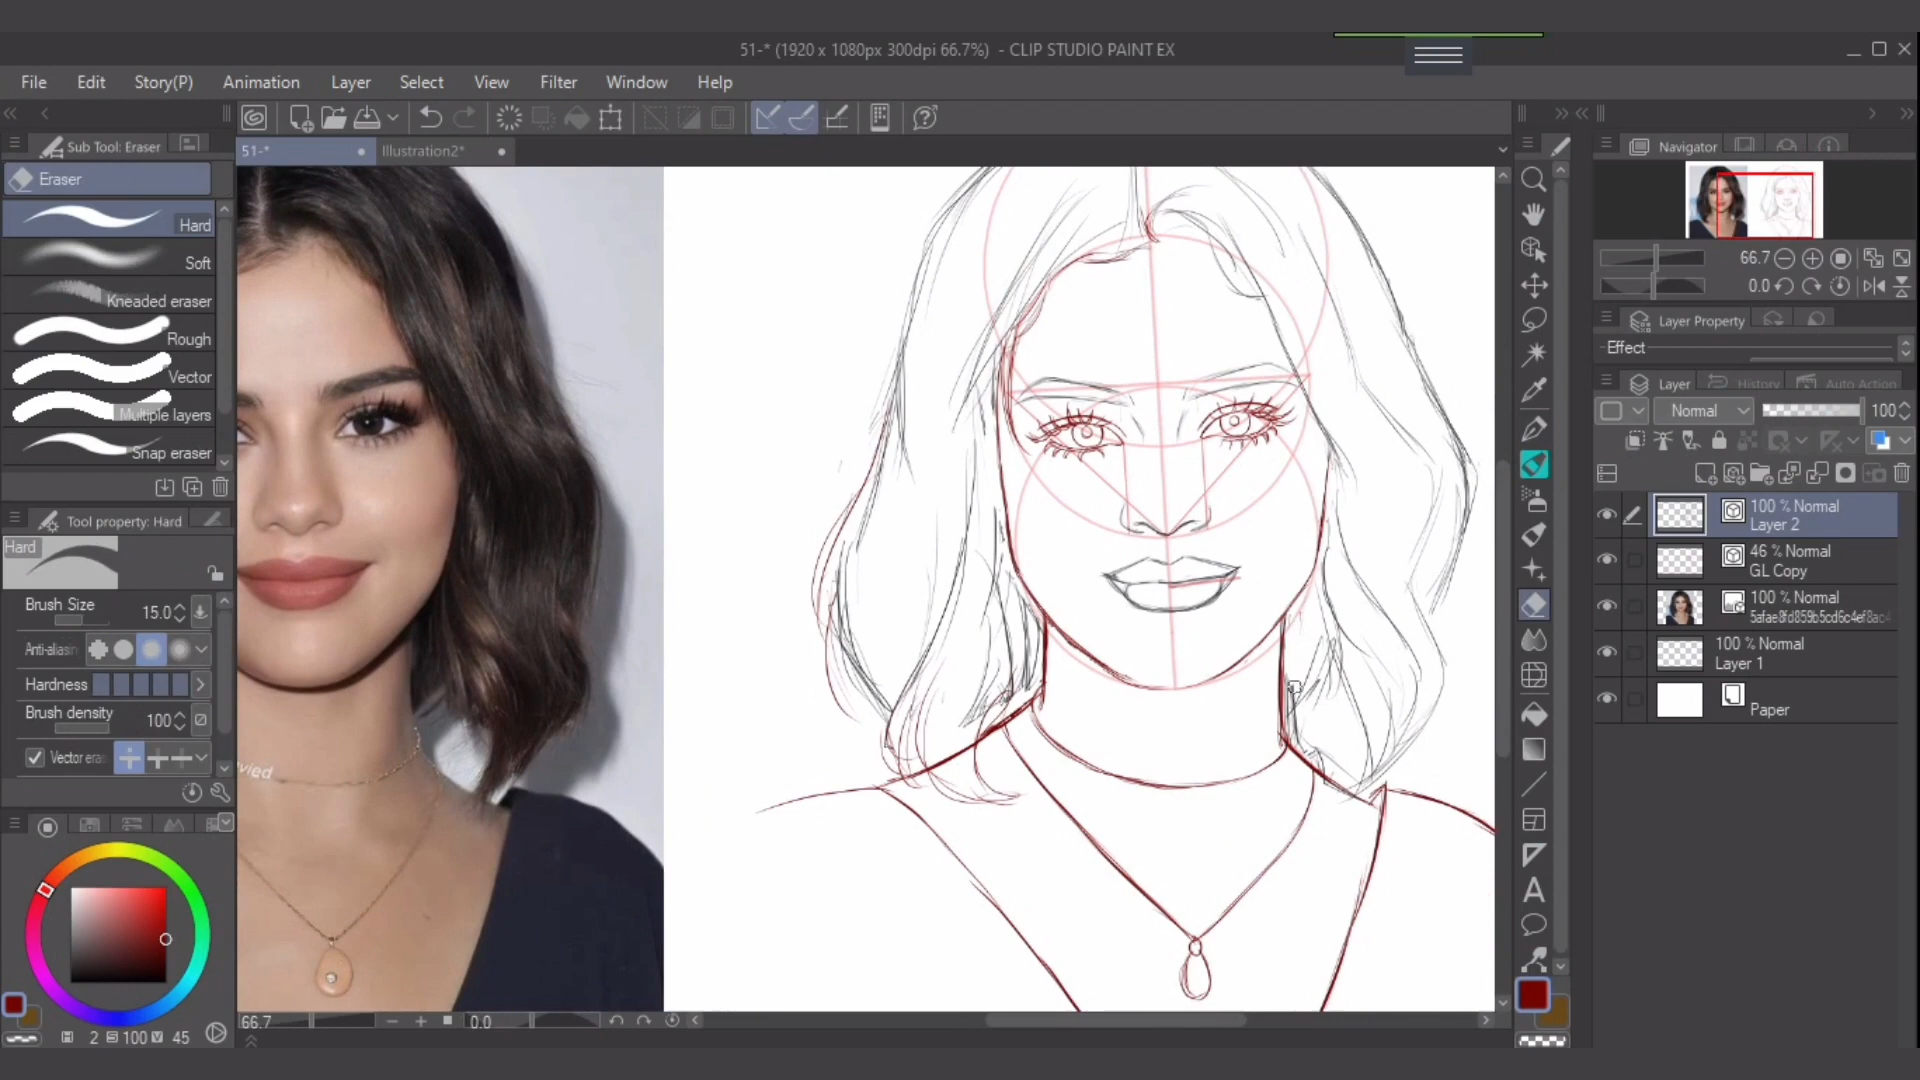 51-* (1920 x 1080px 300dpi 66.7%) - CLIP STUDIO PAINT EX
File Edit Story(P) Animation Layer Select View Filter Window Help
Sub Tool: Eraser
51-* Illustration2*
Navigator
Eraser
Hard
Soft
Kneaded eraser
Rough
Vector
Multiple layers
Snap eraser
Tool property: Hard
Hard
Brush Size 15.0
Anti-aliasin
Hardness
Brush density 100
Vector era
2 100 45
vied
66.7 0.0
66.7
0.0
Layer Property
Effect
Layer History Auto Action
Normal 100
100 % Normal
Layer 2
46 % Normal
GL Copy
100 % Normal
5afae8fd859b5cd6c4ef8ac4
100 % Normal
Layer 1
Paper